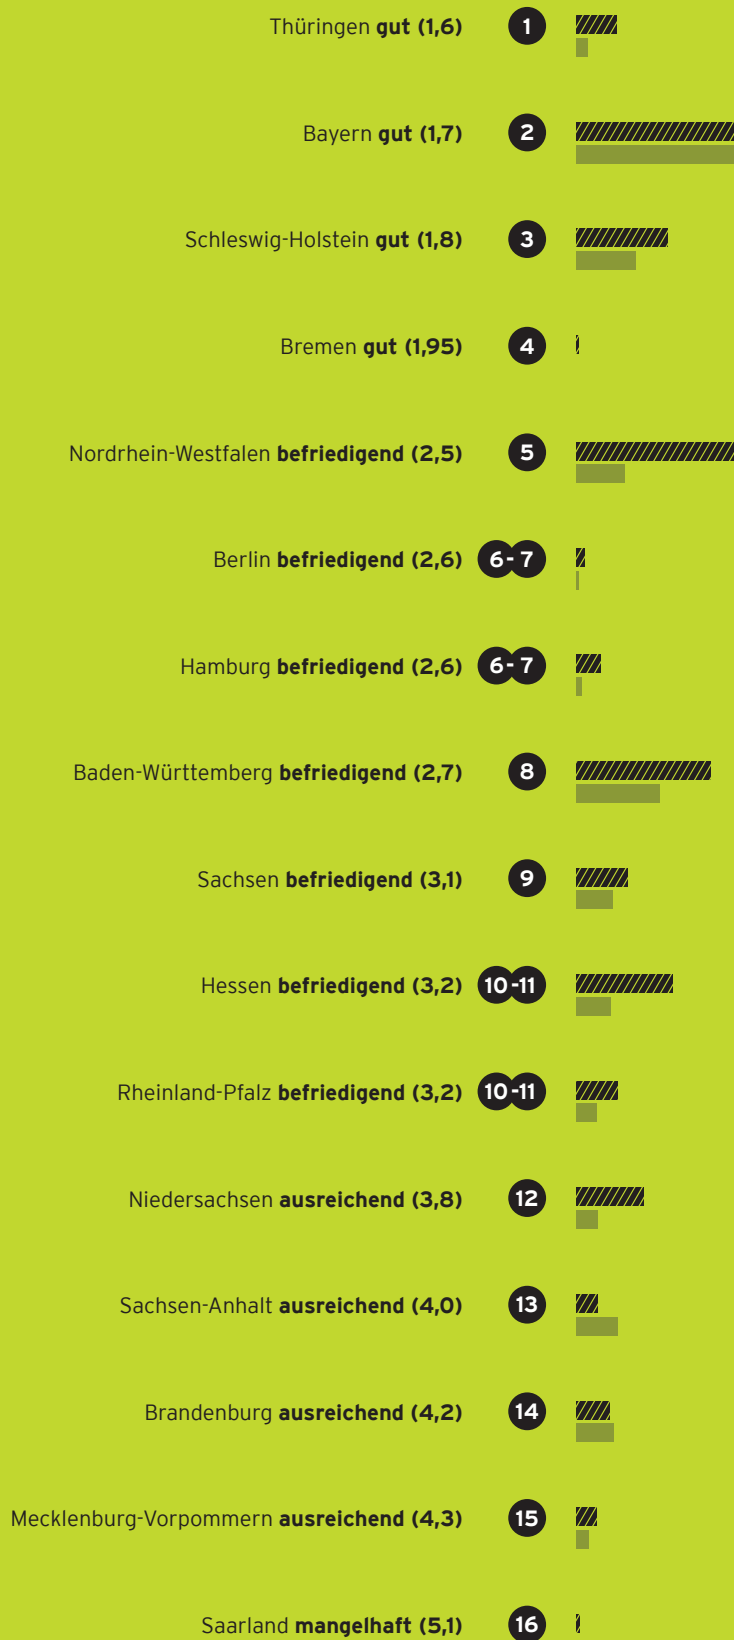 Thüringen gut (1,6) 1
Bayern gut (1,7) 2
Schleswig-Holstein gut (1,8) 3
Bremen gut (1,95) 4
Nordrhein-Westfalen befriedigend (2,5) 5
Berlin befriedigend (2,6) 6-7
Hamburg befriedigend (2,6) 6-7
Baden-Württemberg befriedigend (2,7) 8
Sachsen befriedigend (3,1) 9
Hessen befriedigend (3,2) 10-11
Rheinland-Pfalz befriedigend (3,2) 10-11
Niedersachsen ausreichend (3,8) 12
Sachsen-Anhalt ausreichend (4,0) 13
Brandenburg ausreichend (4,2) 14
Mecklenburg-Vorpommern ausreichend (4,3) 15
Saarland mangelhaft (5,1) 16